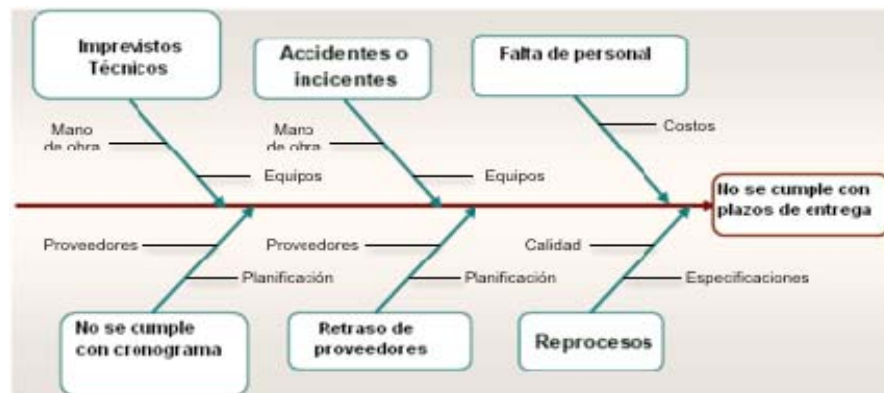 Imprevistos
Técnicos
Accidentes o
incicentes
Falta de personal
Mano
de obra
Mano
de obra
Costos
Equipos
Equipos
No se cumple con
plazos de entrega
Proveedores
Proveedores
Calidad
Planificación
Planificación
Especificaciones
No se cumple
con cronograma
Retraso de
proveedores
Reprocesos